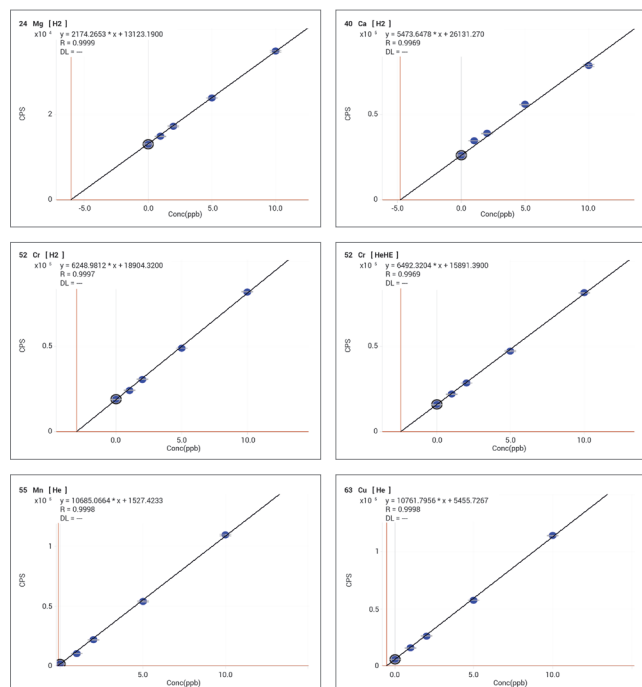 24 Mg [H2 ]
x10 ⁴ y = 2174.2653 * x + 13123.1900
R = 0.9999
DL = —
2
CPS
0
-5.0 0.0 5.0 10.0
Conc(ppb)
40 Ca [H2 ]
x10 ⁵ y = 5473.6478 * x + 26131.270
R = 0.9969
DL = —
0.5
CPS
0
-5.0 0.0 5.0 10.0
Conc(ppb)
52 Cr [H2 ]
x10 ⁵ y = 6248.9812 * x + 18904.3200
R = 0.9997
DL = —
0.5
CPS
0
0.0 5.0 10.0
Conc(ppb)
52 Cr [HeHE ]
x10 ⁵ y = 6492.3204 * x + 15891.3900
R = 0.9969
DL = —
0.5
CPS
0
0.0 5.0 10.0
Conc(ppb)
55 Mn [He ]
x10 ⁵ y = 10685.0664 * x + 1527.4233
R = 0.9998
DL = —
1
CPS
0.5
0
5.0 10.0
Conc(ppb)
63 Cu [He ]
x10 ⁵ y = 10761.7956 * x + 5455.7267
R = 0.9998
DL = —
1
CPS
0.5
0
0.0 5.0 10.0
Conc(ppb)